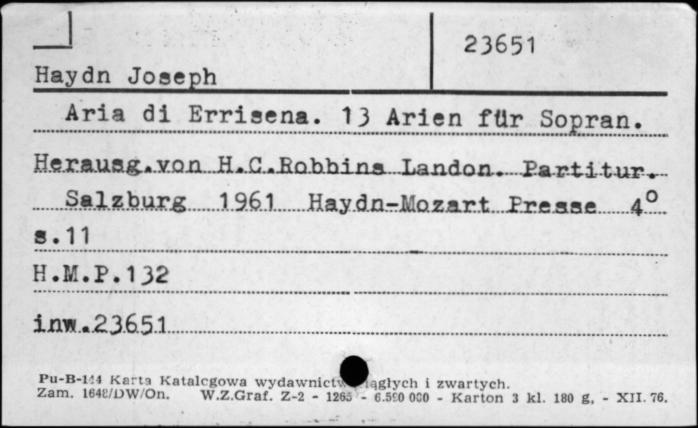 23651
Haydn Joseph
Aria di Errisena. 13 Arien für Sopran.
Herausg.von H.C.Robbins Landon. Partitur.
Salzburg 1961 Haydn-Mozart Presse 4°
s.11
H.M.P.132
inw.23651
Pu-B-144 Karta Katalogowa wydawnictw ciągłych i zwartych.
Zam. 1648/DW/On. W.Z.Graf. Z-2 - 1265 - 6.590 000 - Karton 3 kl. 180 g, - XII. 76.